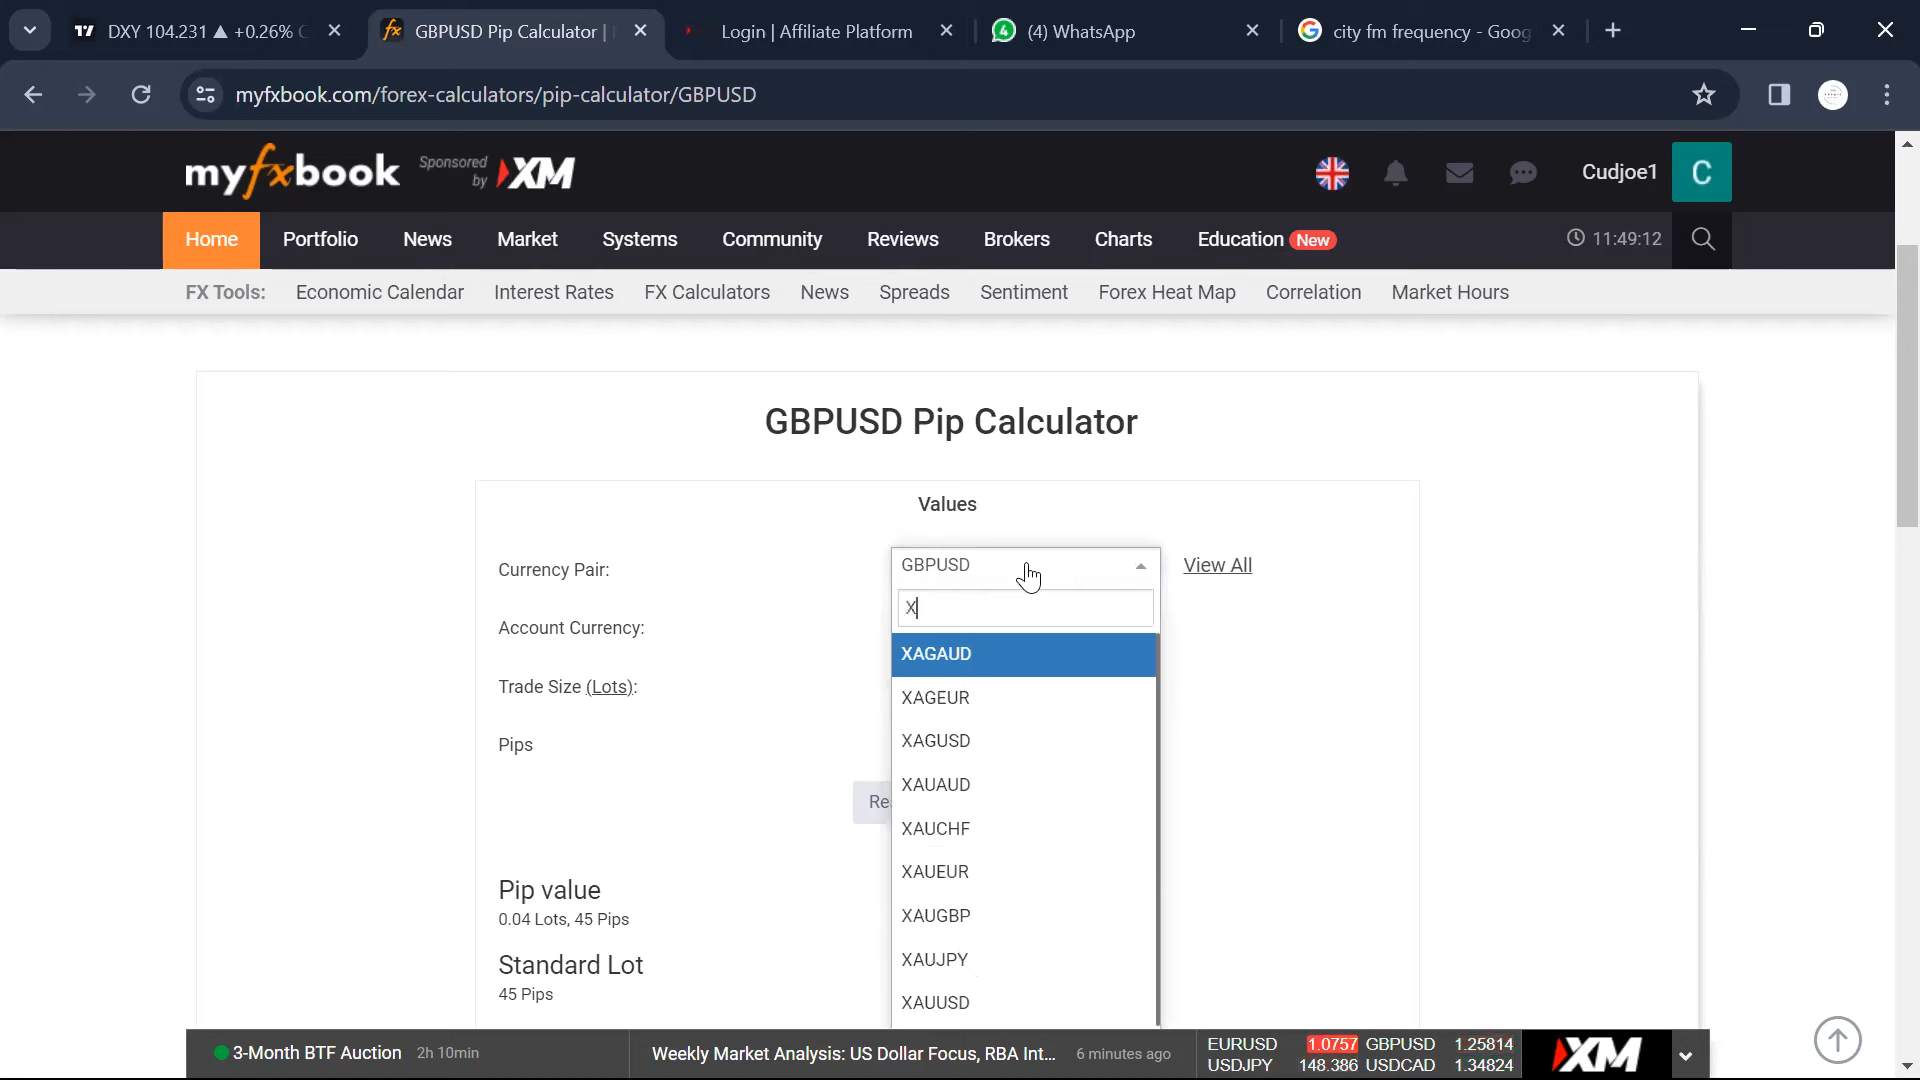 DXY 104.231 ▲ +0.26%
GBPUSD Pip Calculator |
Login | Affiliate Platform
(4) WhatsApp
city fm frequency - Goog
myfxbook.com/forex-calculators/pip-calculator/GBPUSD
myfxbook
Sponsored
by
XM
Cudjoe1
C
Home
Portfolio
News
Market
Systems
Community
Reviews
Brokers
Charts
Education New
11:49:12
FX Tools:
Economic Calendar
Interest Rates
FX Calculators
News
Spreads
Sentiment
Forex Heat Map
Correlation
Market Hours
GBPUSD Pip Calculator
Values
Currency Pair:
GBPUSD
View All
X
Account Currency:
XAGAUD
Trade Size (Lots):
XAGEUR
Pips
XAGUSD
XAUAUD
Re
XAUCHF
XAUEUR
Pip value
0.04 Lots, 45 Pips
XAUGBP
XAUJPY
Standard Lot
45 Pips
XAUUSD
3-Month BTF Auction 2h 10min
Weekly Market Analysis: US Dollar Focus, RBA Int... 6 minutes ago
EURUSD 1.0757 GBPUSD 1.25814
USDJPY 148.386 USDCAD 1.34824
XM